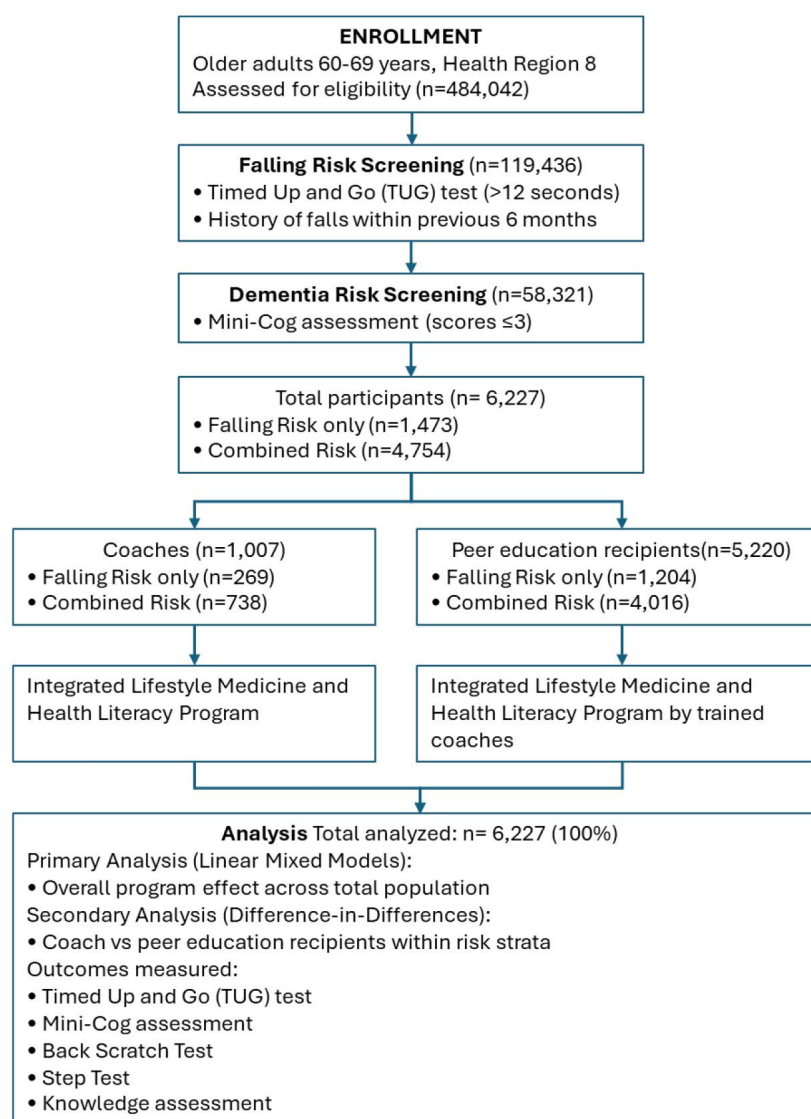 ENROLLMENT
Older adults 60-69 years, Health Region 8
Assessed for eligibility (n=484,042)
Falling Risk Screening (n=119,436)
• Timed Up and Go (TUG) test (>12 seconds)
• History of falls within previous 6 months
Dementia Risk Screening (n=58,321)
• Mini-Cog assessment (scores ≤3)
Total participants (n= 6,227)
• Falling Risk only (n=1,473)
• Combined Risk (n=4,754)
Coaches (n=1,007)
• Falling Risk only (n=269)
• Combined Risk (n=738)
Peer education recipients(n=5,220)
• Falling Risk only (n=1,204)
• Combined Risk (n=4,016)
Integrated Lifestyle Medicine and
Health Literacy Program
Integrated Lifestyle Medicine and
Health Literacy Program by trained
coaches
Analysis Total analyzed: n= 6,227 (100%)
Primary Analysis (Linear Mixed Models):
• Overall program effect across total population
Secondary Analysis (Difference-in-Differences):
• Coach vs peer education recipients within risk strata
Outcomes measured:
• Timed Up and Go (TUG) test
• Mini-Cog assessment
• Back Scratch Test
• Step Test
• Knowledge assessment